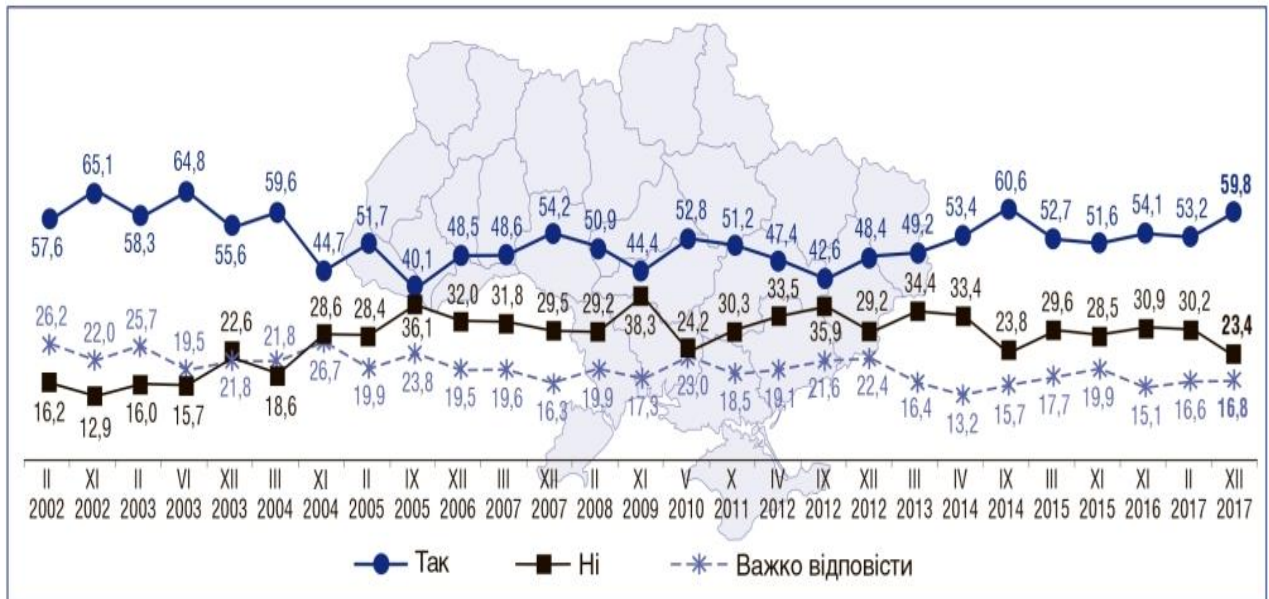 65,1 64,8 59,6 51,7 48,5 48,6 54,2 50,9 44,4 52,8 51,2 47,4 42,6 48,4 49,2 53,4 60,6 52,7 51,6 54,1 53,2 59,8
57,6 58,3 55,6 44,7 40,1
26,2 22,0 25,7 19,5 22,6 21,8 28,6 28,4 32,0 31,8 29,5 29,2 24,2 30,3 33,5 29,2 34,4 33,4 23,8 29,6 28,5 30,9 30,2 23,4
36,1 38,3 35,9
16,2 12,9 16,0 15,7 21,8 18,6 26,7 19,9 23,8 19,5 19,6 16,3 19,9 17,3 23,0 18,5 19,1 21,6 22,4 16,4 13,2 15,7 17,7 19,9 15,1 16,6 16,8
II XI II VI XII III XI II IX XII III XII II XI V X IV IX XII III IV IX III XI XI II XII
2002 2002 2003 2003 2003 2004 2004 2005 2005 2006 2007 2007 2008 2009 2010 2011 2012 2012 2012 2013 2014 2014 2015 2015 2016 2017 2017
Так Ні Важко відповісти